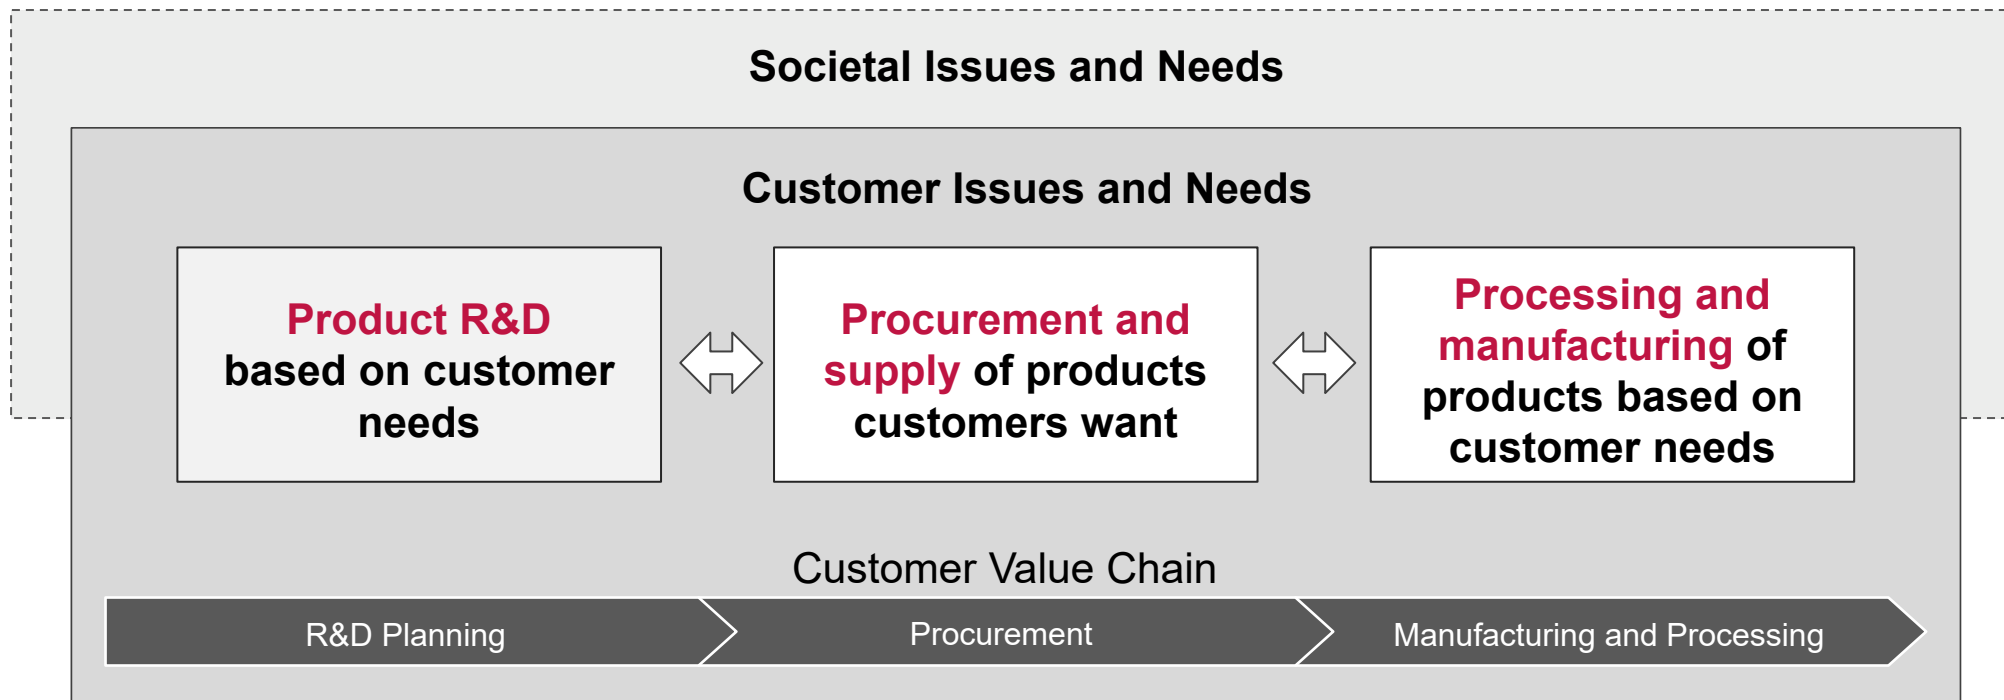 Societal Issues and Needs
Customer Issues and Needs
Product R&D
based on customer
needs
Procurement and
supply of products
customers want
Processing and
manufacturing of
products based on
customer needs
Customer Value Chain
R&D Planning
Procurement
Manufacturing and Processing